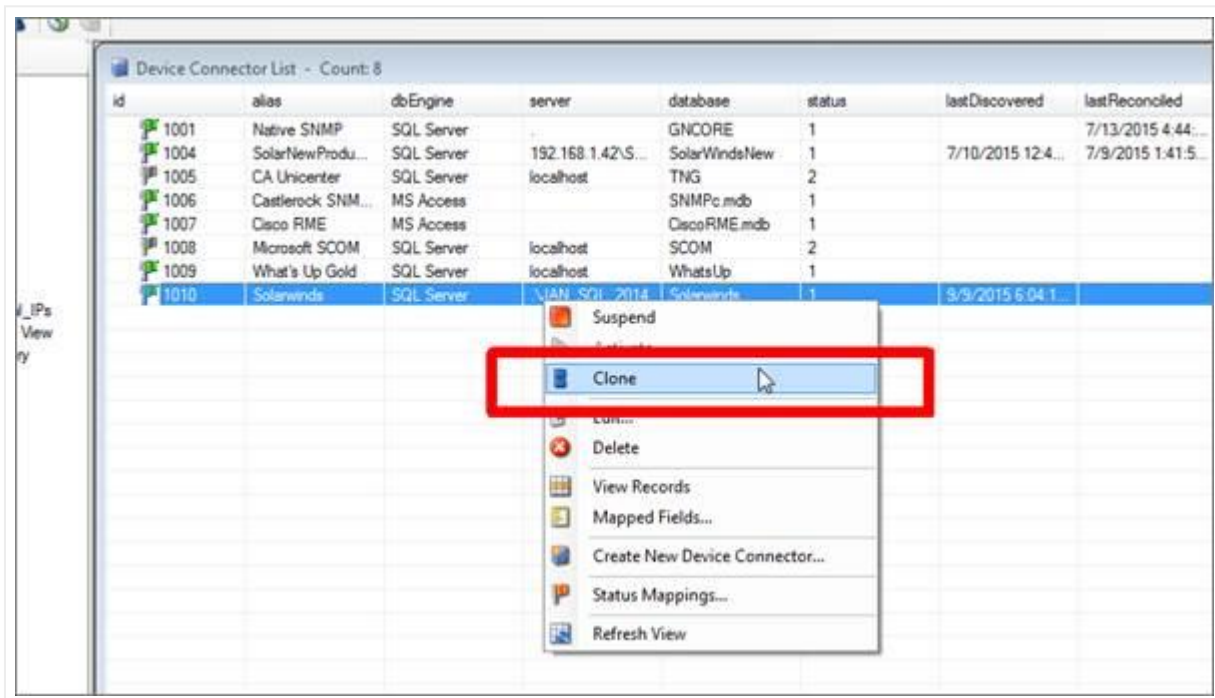 Device Connector List - Count: 8
id alias dbEngine server database status lastDiscovered lastReconciled
1001 Native SNMP SQL Server . GNCORE 1 7/13/2015 4:44:...
1004 SolarNewProdu... SQL Server 192.168.1.42\S... SolarWindsNew 1 7/10/2015 12:4... 7/9/2015 1:41:5...
1005 CA Unicenter SQL Server localhost TNG 2
1006 Castlerock SNM... MS Access SNMPc.mdb 1
1007 Cisco RME MS Access CiscoRME.mdb 1
1008 Microsoft SCOM SQL Server localhost SCOM 2
1009 What's Up Gold SQL Server localhost WhatsUp 1
1010 Solarwinds SQL Server .\JAN_SQL_2014 Solarwinds 1 9/9/2015 6:04:1...
_IPs
View
Suspend
Clone
Edit...
Delete
View Records
Mapped Fields...
Create New Device Connector...
Status Mappings...
Refresh View